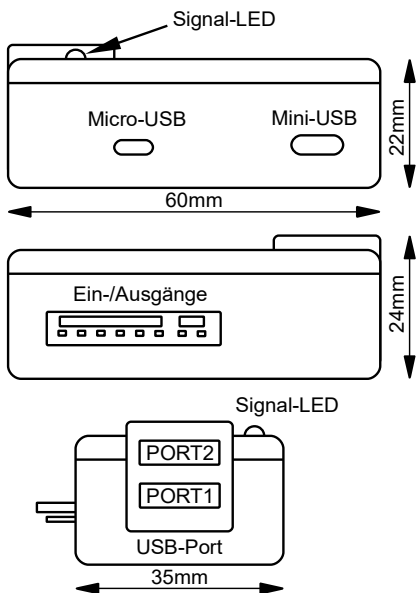 Signal-LED
Micro-USB
Mini-USB
22mm
60mm
Ein-/Ausgänge
24mm
Signal-LED
PORT2
PORT1
USB-Port
35mm